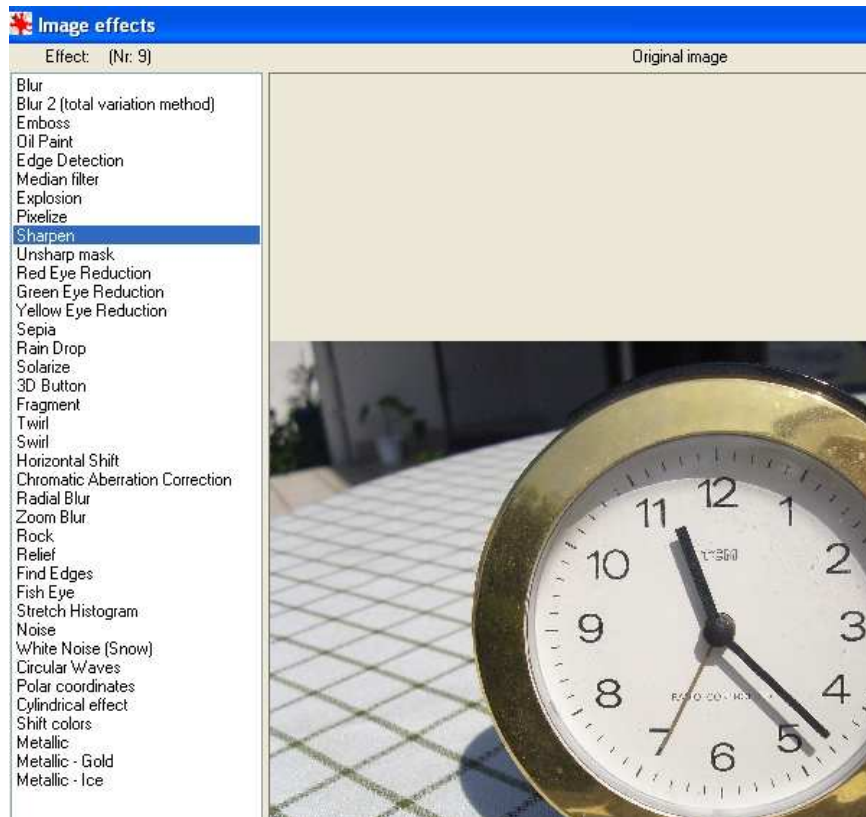 Image effects
Effect: (Nr: 9)
Original image
Blur
Blur 2 (total variation method)
Emboss
Oil Paint
Edge Detection
Median filter
Explosion
Pixelize
Sharpen
Unsharp mask
Red Eye Reduction
Green Eye Reduction
Yellow Eye Reduction
Sepia
Rain Drop
Solarize
3D Button
Fragment
Twirl
Swirl
Horizontal Shift
Chromatic Aberration Correction
Radial Blur
Zoom Blur
Rock
Relief
Find Edges
Fish Eye
Stretch Histogram
Noise
White Noise (Snow)
Circular Waves
Polar coordinates
Cylindrical effect
Shift colors
Metallic
Metallic - Gold
Metallic - Ice
12
1
2
3
4
5
6
7
8
9
10
11